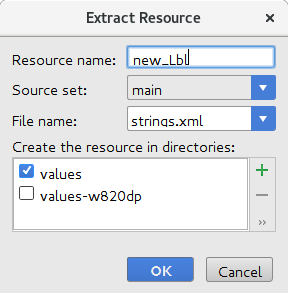 Extract Resource
Resource name: new_Lbl
Source set: main
File name: strings.xml
Create the resource in directories:
values
values-w820dp
OK Cancel